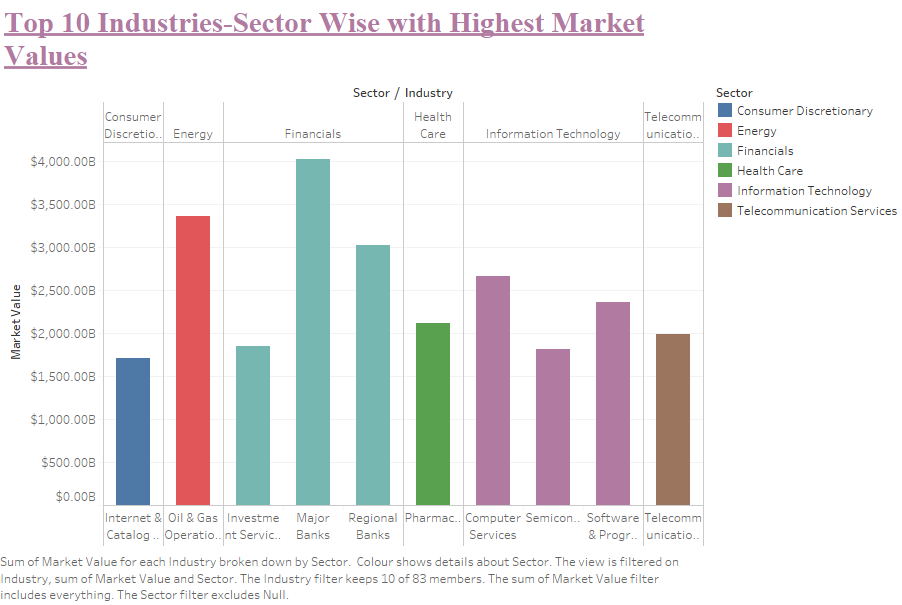 Top 10 Industries-Sector Wise with Highest Market
Values
Sector / Industry
Consumer
Discretio..
Energy
Financials
Health
Care
Information Technology
Telecomm
unicatio..
Sector
Consumer Discretionary
Energy
Financials
Health Care
Information Technology
Telecommunication Services
Market Value
$4,000.00B
$3,500.00B
$3,000.00B
$2,500.00B
$2,000.00B
$1,500.00B
$1,000.00B
$500.00B
$0.00B
Internet &
Catalog ..
Oil & Gas
Operatio..
Investme
nt Servic..
Major
Banks
Regional
Banks
Pharmac..
Computer
Services
Semicon..
Software
& Progr..
Telecomm
unicatio..
Sum of Market Value for each Industry broken down by Sector.  Colour shows details about Sector. The view is filtered on
Industry, sum of Market Value and Sector. The Industry filter keeps 10 of 83 members. The sum of Market Value filter
includes everything. The Sector filter excludes Null.